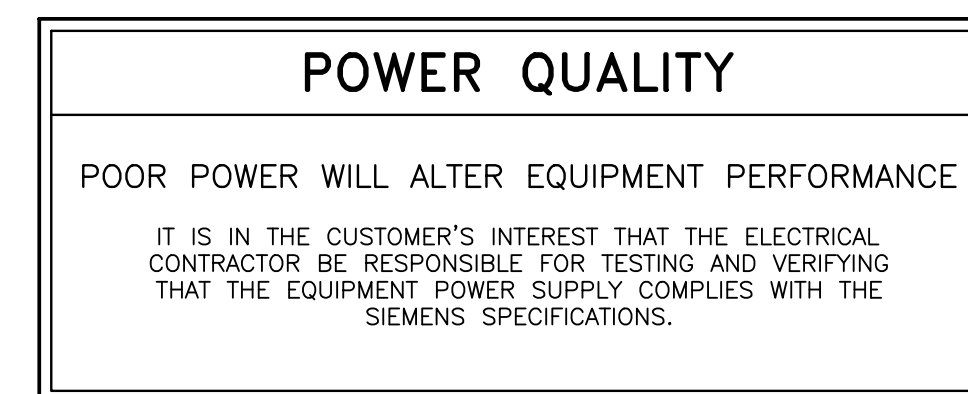 POWER QUALITY
POOR POWER WILL ALTER EQUIPMENT PERFORMANCE
IT IS IN THE CUSTOMER'S INTEREST THAT THE ELECTRICAL
CONTRACTOR BE RESPONSIBLE FOR TESTING AND VERIFYING
THAT THE EQUIPMENT POWER SUPPLY COMPLIES WITH THE
SIEMENS SPECIFICATIONS.